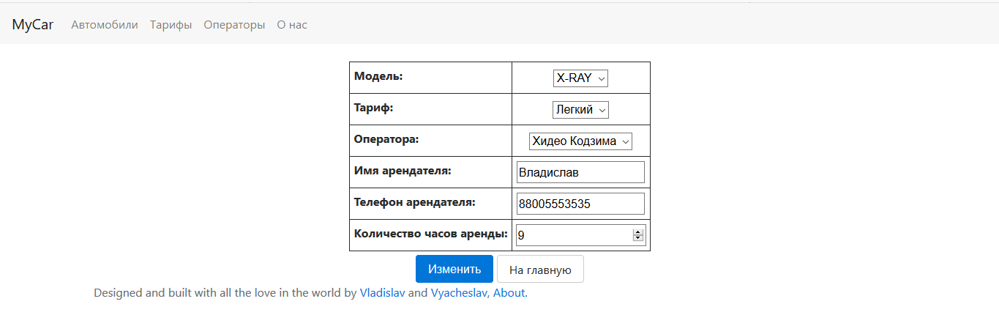 MyCar Автомобили Тарифы Операторы О нас
Модель: X-RAY
Тариф: Легкий
Оператора: Хидео Кодзима
Имя арендателя: Владислав
Телефон арендателя: 88005553535
Количество часов аренды: 9
Изменить На главную
Designed and built with all the love in the world by Vladislav and Vyacheslav, About.